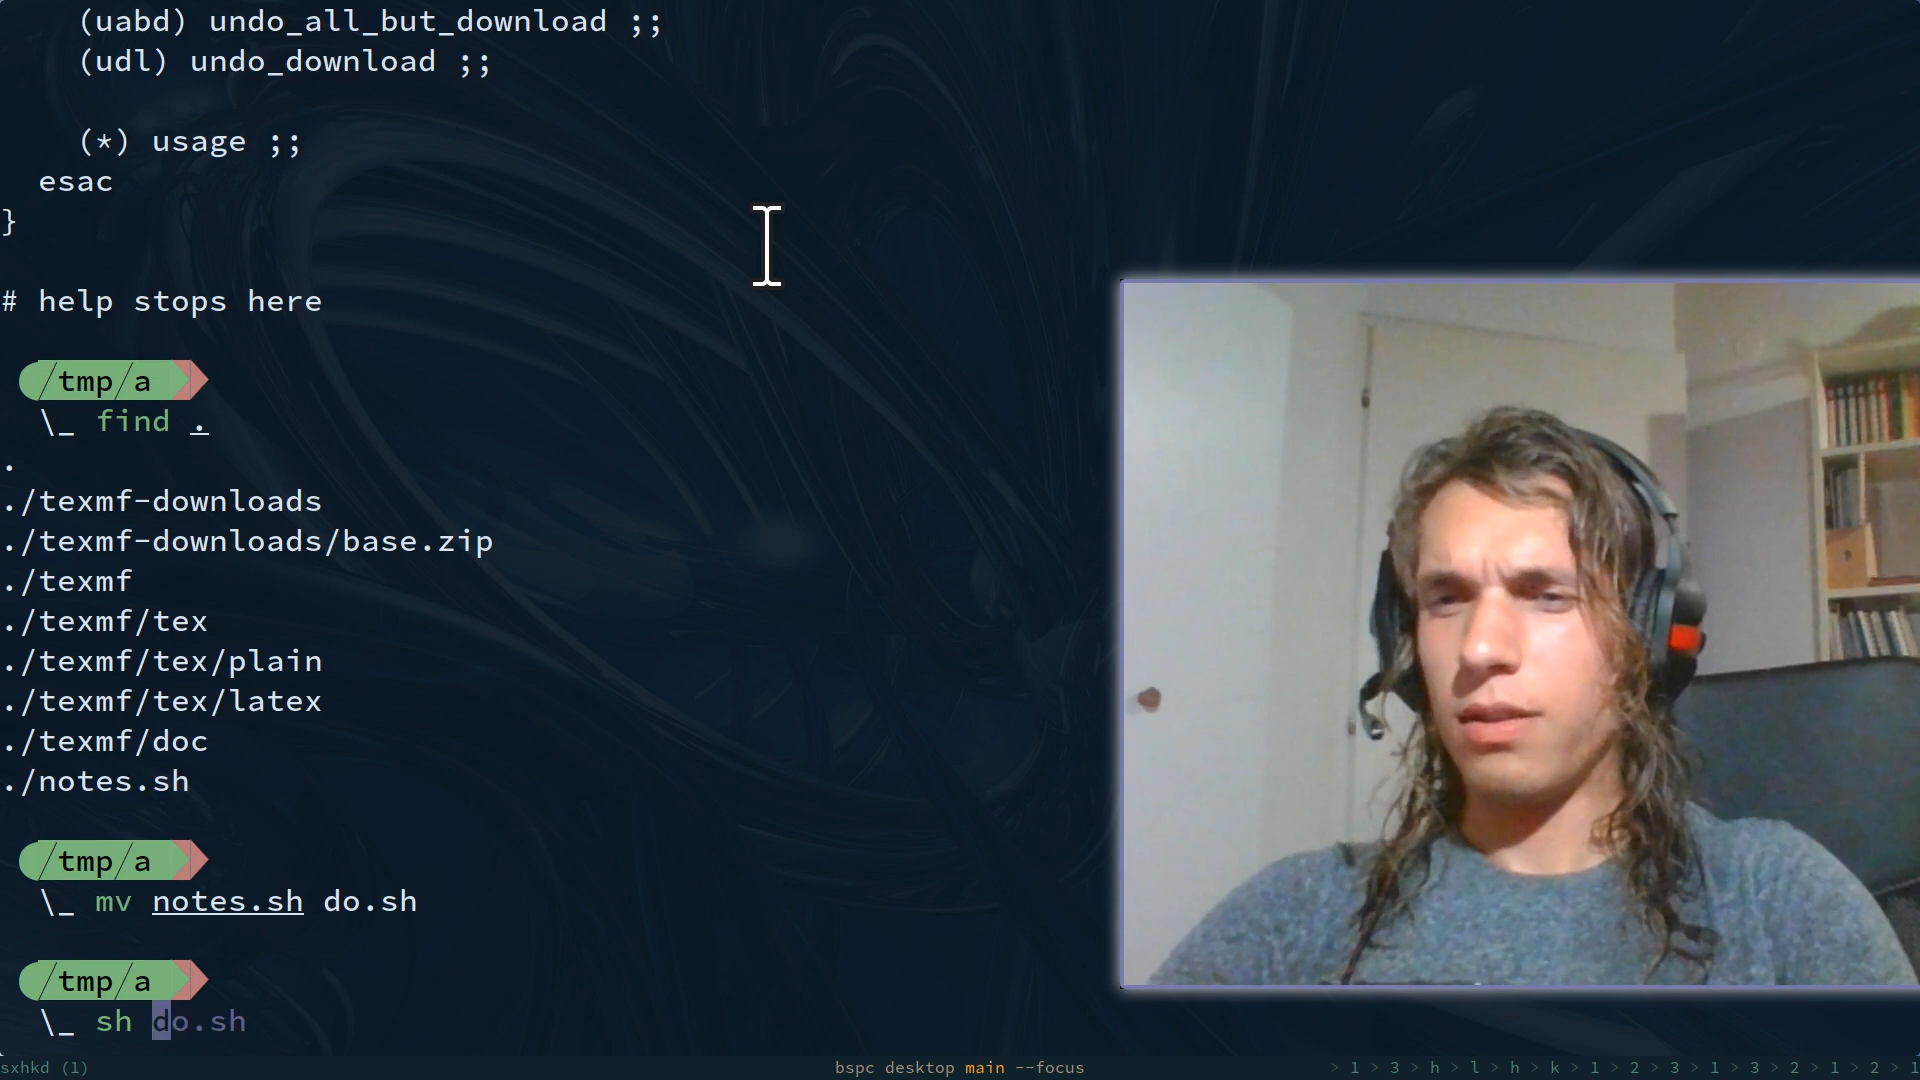 (uabd) undo_all_but_download ;;
(udl) undo_download ;;
(*) usage ;;
esac
}
# help stops here
/tmp/a
\_ find .
.
./texmf-downloads
./texmf-downloads/base.zip
./texmf
./texmf/tex
./texmf/tex/plain
./texmf/tex/latex
./texmf/doc
./notes.sh
/tmp/a
\_ mv notes.sh do.sh
/tmp/a
\_ sh do.sh
sxhkd (1) bspc desktop main --focus > 1 > 3 > h > l > h > k > 1 > 2 > 3 > 1 > 3 > 2 > 1 > 2 > 1